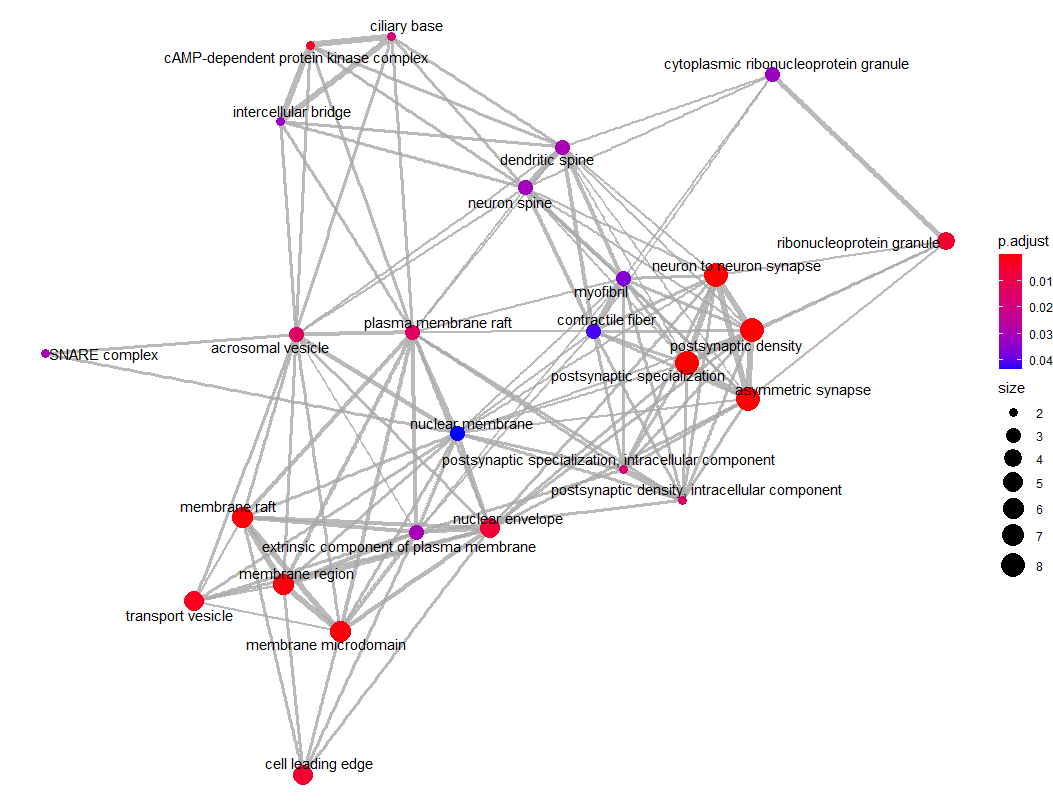 ciliary base
cAMP-dependent protein kinase complex
cytoplasmic ribonucleoprotein granule
intercellular bridge
dendritic spine
neuron spine
ribonucleoprotein granule
neuron to neuron synapse
myofibril
plasma membrane raft
contractile fiber
acrosomal vesicle
SNARE complex
postsynaptic density
postsynaptic specialization
asymmetric synapse
nuclear membrane
postsynaptic specialization, intracellular component
postsynaptic density, intracellular component
membrane raft
nuclear envelope
extrinsic component of plasma membrane
membrane region
transport vesicle
membrane microdomain
cell leading edge
p.adjust
0.01
0.02
0.03
0.04
size
2
3
4
5
6
7
8